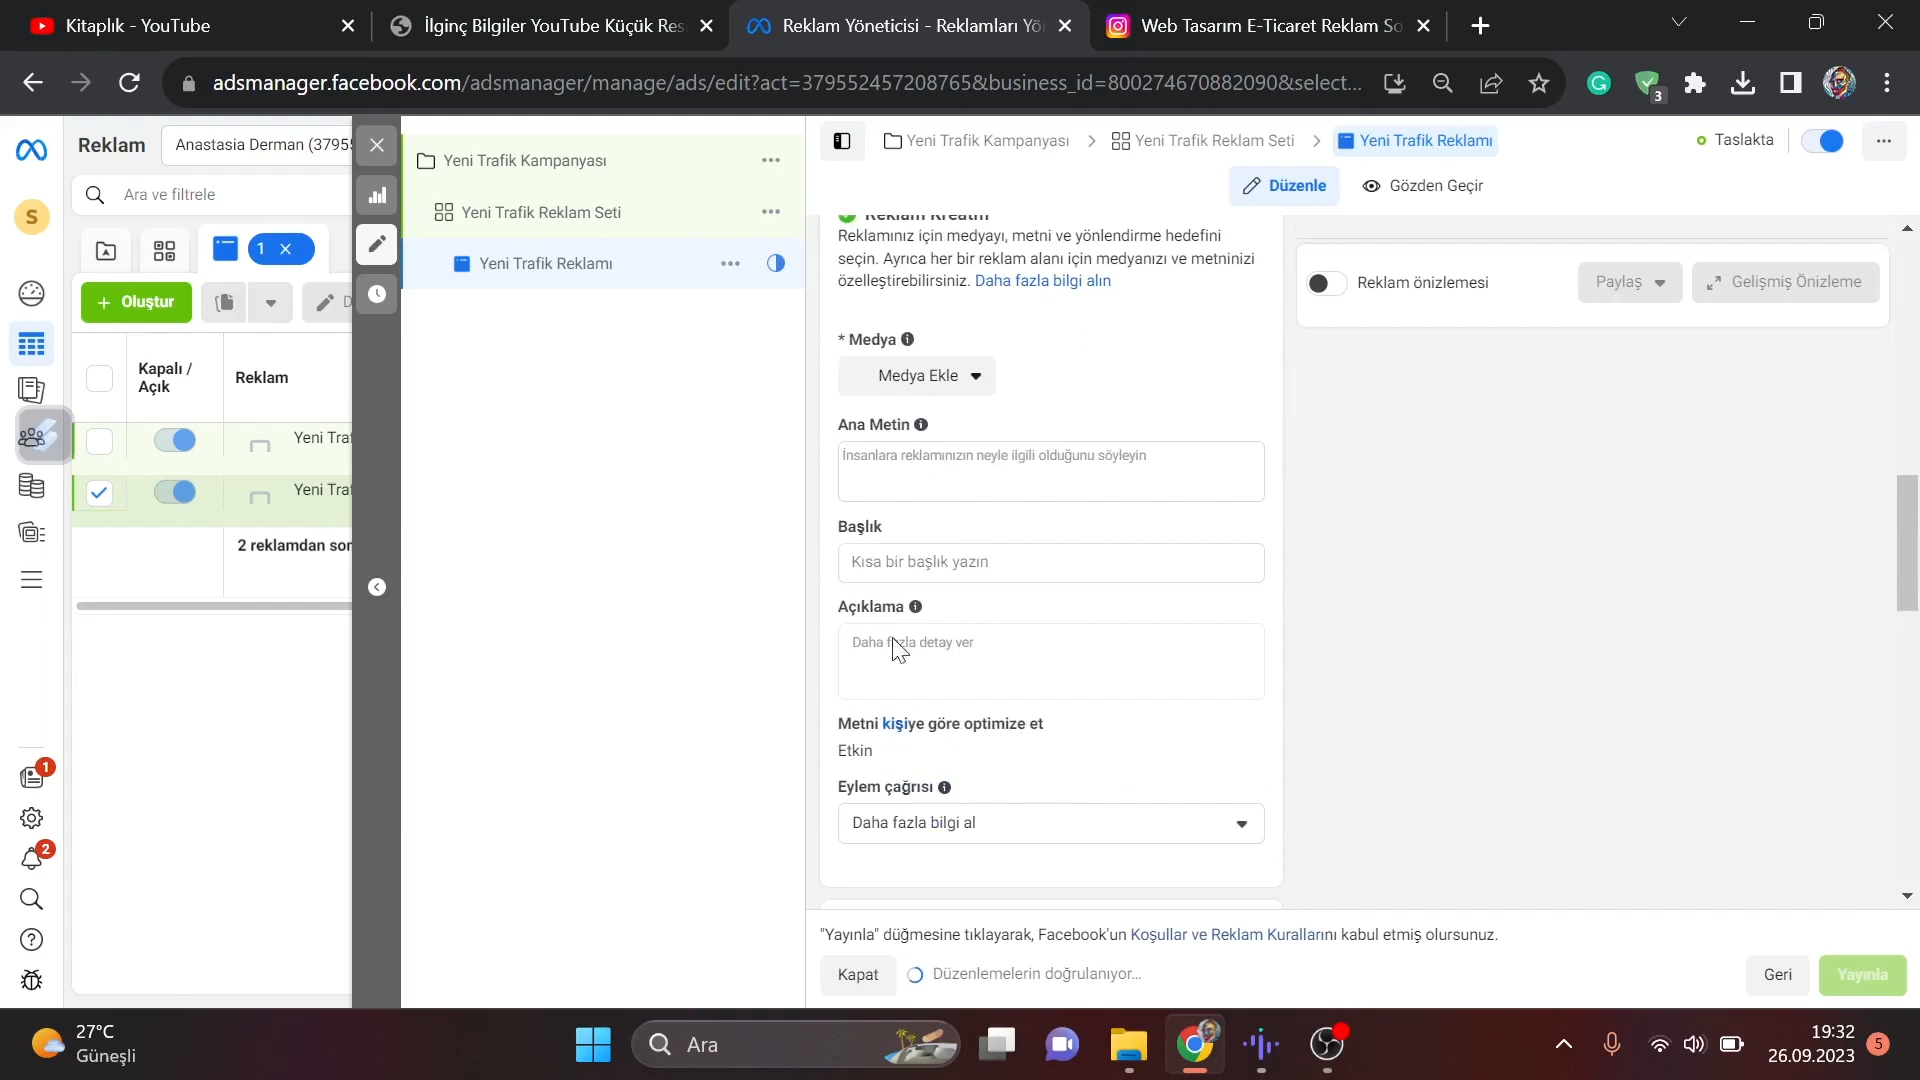 Kitaplık - YouTube
İlginç Bilgiler YouTube Küçük Res
Reklam Yöneticisi - Reklamları Yö
Web Tasarım E-Ticaret Reklam So
adsmanager.facebook.com/adsmanager/manage/ads/edit?act=379552457208765&business_id=800274670882090&select...
3
Reklam
Anastasia Derman (3795
Ara ve filtrele
S
1
Oluştur
D
Kapalı /
Açık
Reklam
Yeni Tra
Yeni Tra
2 reklamdan
1
2
Yeni Trafik Kampanyası
Yeni Trafik Reklam Seti
Yeni Trafik Reklamı
Yeni Trafik Kampanyası
Yeni Trafik Reklam Seti
Yeni Trafik Reklamı
Taslakta
Düzenle
Gözden Geçir
Reklam Kreatifi
Reklamınız için medyayı, metni ve yönlendirme hedefini
seçin. Ayrıca her bir reklam alanı için medyanızı ve metninizi
özelleştirebilirsiniz. Daha fazla bilgi alın
* Medya
Medya Ekle
Ana Metin
İnsanlara reklamınızın neyle ilgili olduğunu söyleyin
Başlık
Kısa bir başlık yazın
Açıklama
Daha fazla detay ver
Metni kişiye göre optimize et
Etkin
Eylem çağrısı
Daha fazla bilgi al
Reklam önizlemesi
Paylaş
Gelişmiş Önizleme
"Yayınla" düğmesine tıklayarak, Facebook'un Koşullar ve Reklam Kurallarını kabul etmiş olursunuz.
Kapat
Düzenlemelerin doğrulanıyor...
Geri
Yayınla
27°C
Güneşli
Ara
19:32
26.09.2023
5